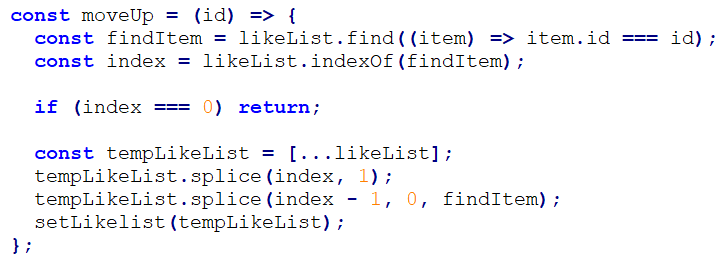 const moveUp = (id) => {
  const findItem = likeList.find((item) => item.id === id);
  const index = likeList.indexOf(findItem);

  if (index === 0) return;

  const tempLikeList = [...likeList];
  tempLikeList.splice(index, 1);
  tempLikeList.splice(index - 1, 0, findItem);
  setLikelist(tempLikeList);
};